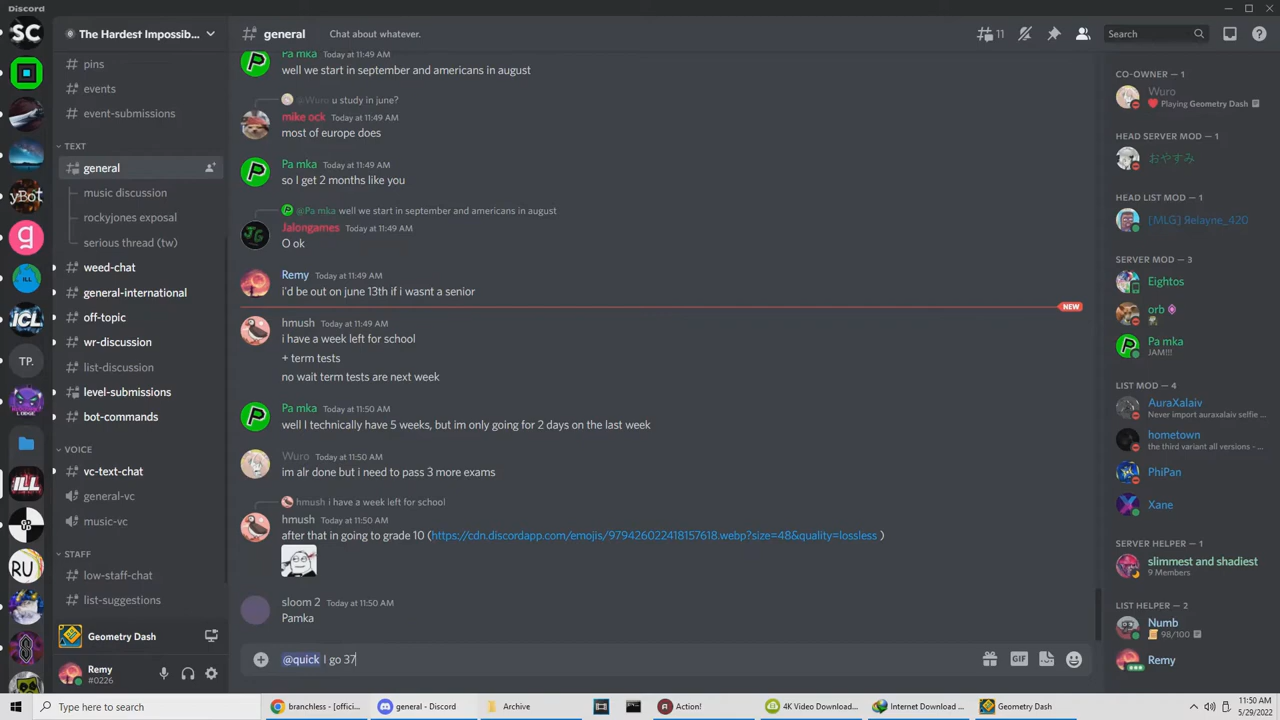 Discord
SC
The Hardest Impossib...
general
Chat about whatever.
11
Search
pins
events
event-submissions
TEXT
general
music discussion
rockyjones exposal
serious thread (tw)
weed-chat
general-international
off-topic
wr-discussion
list-discussion
level-submissions
bot-commands
VOICE
vc-text-chat
general-vc
music-vc
STAFF
low-staff-chat
list-suggestions
Geometry Dash
Remy
#0226
yBot
ILL
ICL
TP.
ILL
RU
Pa mka Today at 11:49 AM
well we start in september and americans in august
@Wuro u study in june?
mike ock Today at 11:49 AM
most of europe does
Pa mka Today at 11:49 AM
so I get 2 months like you
@Pa mka well we start in september and americans in august
Jalongames Today at 11:49 AM
O ok
Remy Today at 11:49 AM
i'd be out on june 13th if i wasnt a senior
NEW
hmush Today at 11:49 AM
i have a week left for school
+ term tests
no wait term tests are next week
Pa mka Today at 11:50 AM
well I technically have 5 weeks, but im only going for 2 days on the last week
Wuro Today at 11:50 AM
im alr done but i need to pass 3 more exams
hmush i have a week left for school
hmush Today at 11:50 AM
after that in going to grade 10 (https://cdn.discordapp.com/emojis/979426022418157618.webp?size=48&quality=lossless )
sloom 2 Today at 11:50 AM
Pamka
@quick I go 37
GIF
CO-OWNER — 1
Wuro
Playing Geometry Dash
HEAD SERVER MOD — 1
おやすみ
HEAD LIST MOD — 1
[MLG] Яelayne_420
SERVER MOD — 3
Eightos
orb
Pa mka
JAM!!!
LIST MOD — 4
AuraXalaiv
Never import auraxalaiv selfie ...
hometown
the third variant all versions - ...
PhiPan
Xane
SERVER HELPER — 1
slimmest and shadiest
9 Members
LIST HELPER — 2
Numb
98/100
Remy
Type here to search
branchless - [offici...
general - Discord
Archive
Action!
4K Video Download...
Internet Download ...
Geometry Dash
11:50 AM
5/29/2022